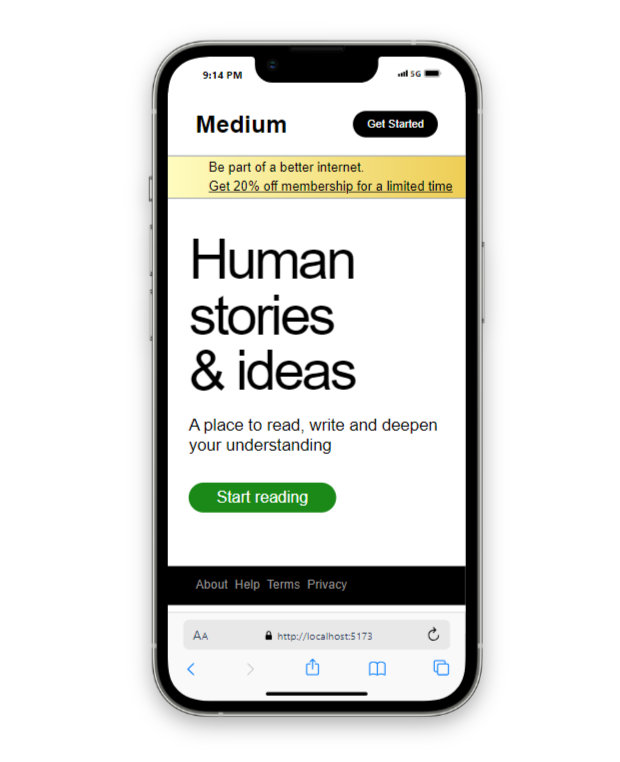 9:14 PM 5G
Medium Get Started
Be part of a better internet.
Get 20% off membership for a limited time
Human
stories
& ideas
A place to read, write and deepen
your understanding
Start reading
About Help Terms Privacy
AA http://localhost:5173